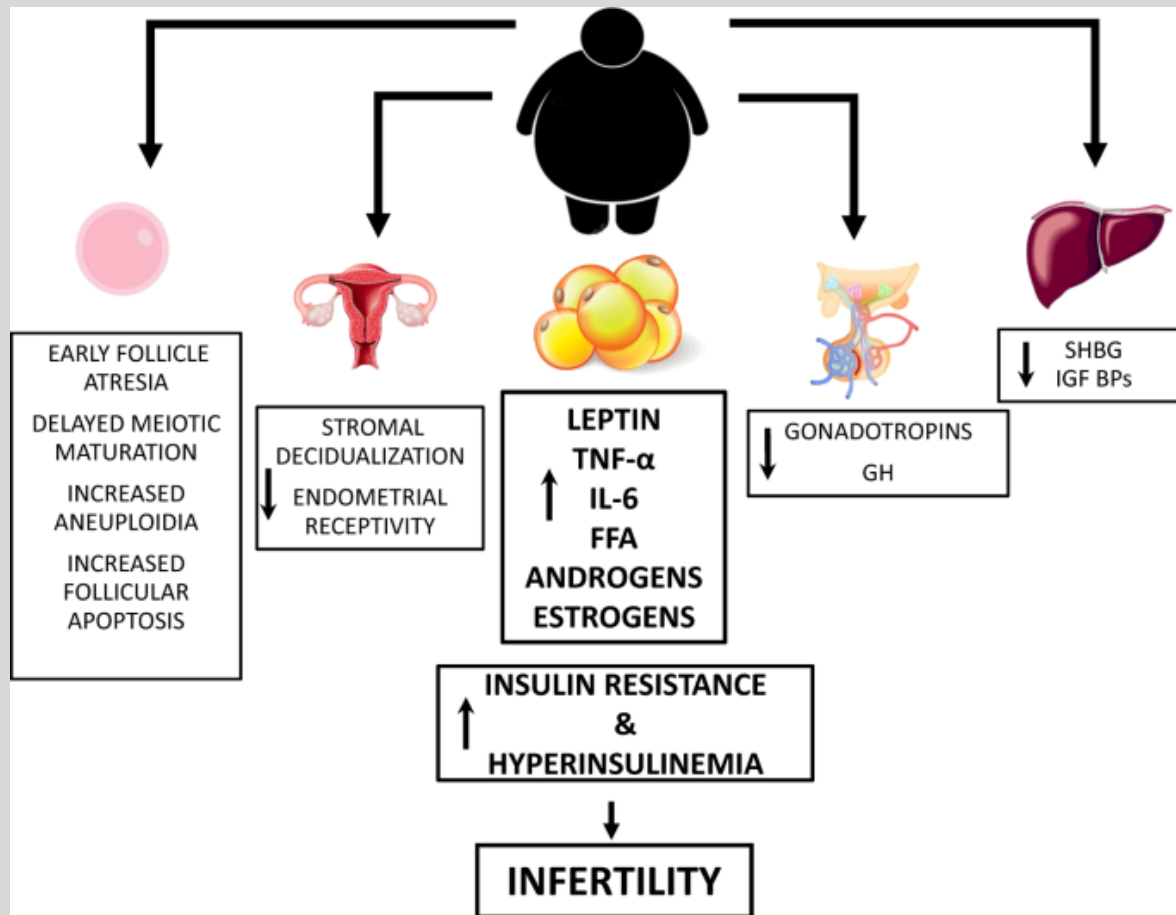 EARLY FOLLICLE
ATRESIA
DELAYED MEIOTIC
MATURATION
INCREASED
ANEUPLOIDIA
INCREASED
FOLLICULAR
APOPTOSIS
STROMAL
DECIDUALIZATION
ENDOMETRIAL
RECEPTIVITY
LEPTIN
TNF-α
IL-6
FFA
ANDROGENS
ESTROGENS
GONADOTROPINS
GH
SHBG
IGF BPs
INSULIN RESISTANCE
&
HYPERINSULINEMIA
INFERTILITY